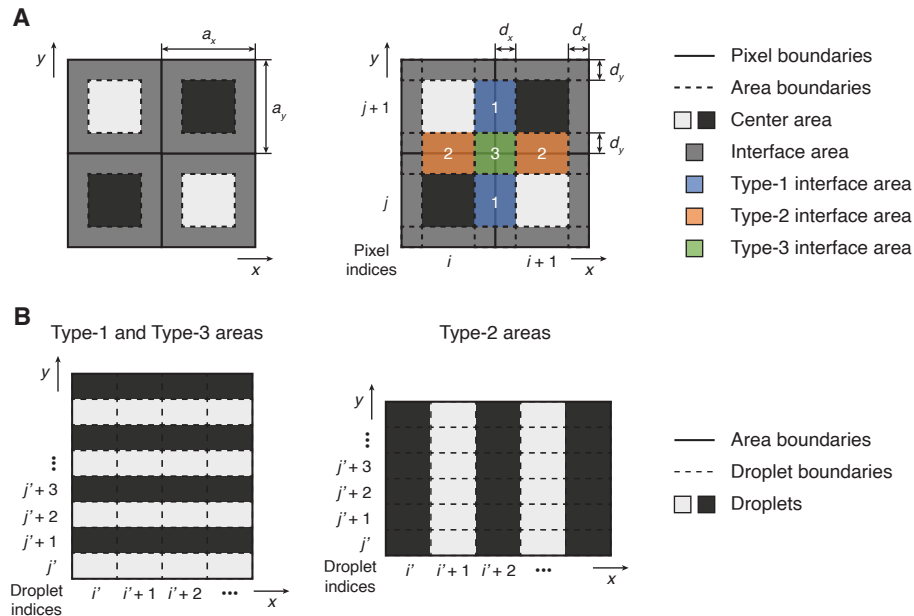 A
y
aₓ
a_y
x
y
dₓ
dₓ
d_y
j + 1
1
2
3
2
d_y
j
1
Pixel
indices
i
i + 1
x
Pixel boundaries
Area boundaries
Center area
Interface area
Type-1 interface area
Type-2 interface area
Type-3 interface area
B
Type-1 and Type-3 areas
y
•••
j' + 3
j' + 2
j' + 1
j'
Droplet
indices
i'
i' + 1
i' + 2
•••
x
Type-2 areas
y
•••
j' + 3
j' + 2
j' + 1
j'
Droplet
indices
i'
i' + 1
i' + 2
•••
x
Area boundaries
Droplet boundaries
Droplets